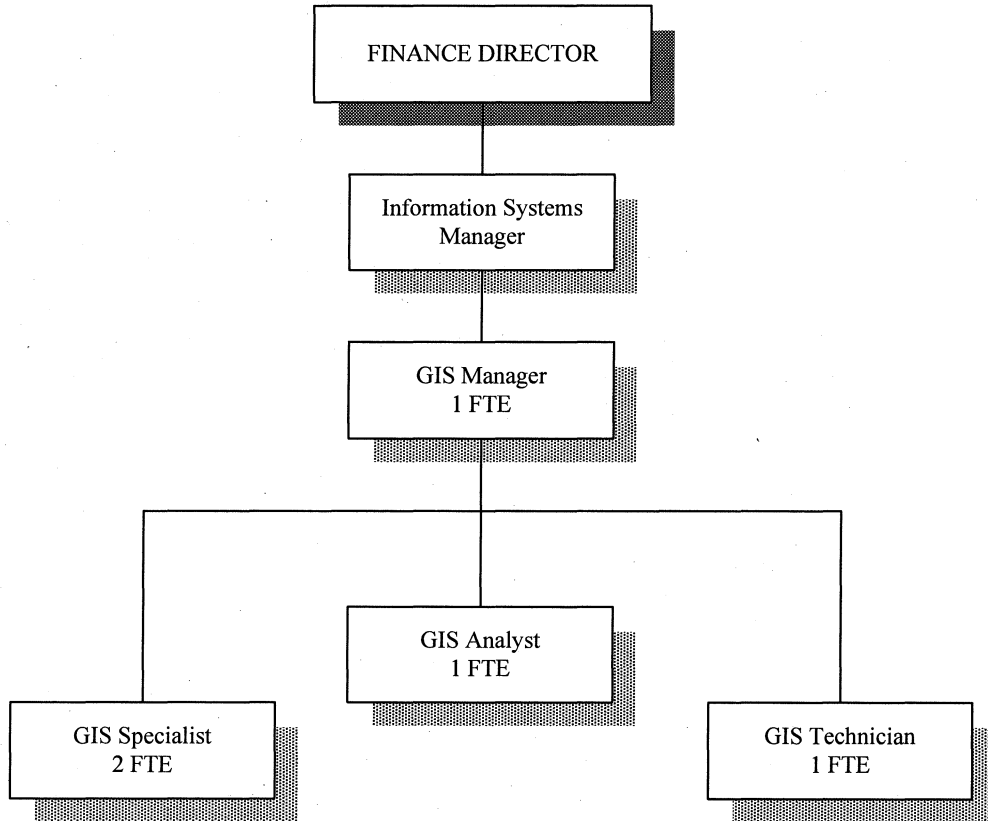 FINANCE DIRECTOR
Information Systems
Manager
GIS Manager
1 FTE
GIS Analyst
1 FTE
GIS Specialist
2 FTE
GIS Technician
1 FTE